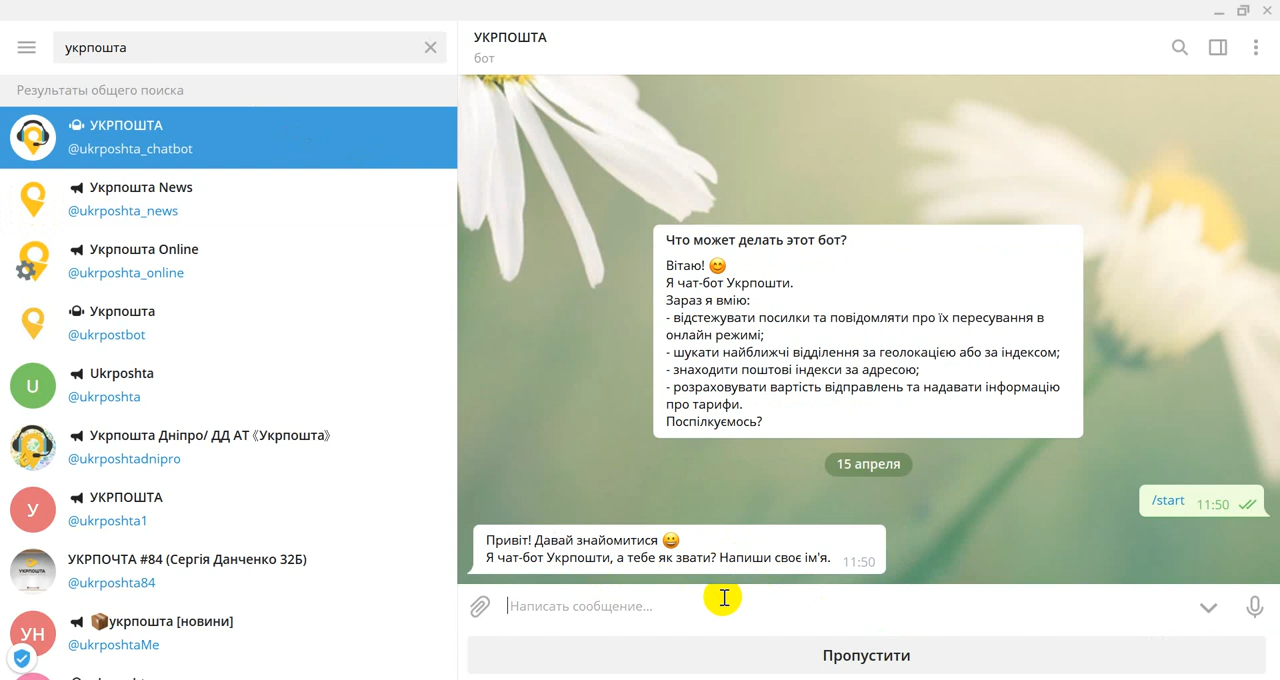 укрпошта
Результаты общего поиска
УКРПОШТА
@ukrposhta_chatbot
Укрпошта News
@ukrposhta_news
Укрпошта Online
@ukrposhta_online
Укрпошта
@ukrpostbot
U
Ukrposhta
@ukrposhta
Укрпошта Дніпро/ ДД АТ《Укрпошта》
@ukrposhtadnipro
У
УКРПОШТА
@ukrposhta1
УКРПОЧТА #84 (Сергія Данченко 32Б)
@ukrposhta84
УН
📦укрпошта [новини]
@ukrposhtaMe
УКРПОШТА
бот
Что может делать этот бот?
Вітаю! 😊
Я чат-бот Укрпошти.
Зараз я вмію:
- відстежувати посилки та повідомляти про їх пересування в
онлайн режимі;
- шукати найближчі відділення за геолокацією або за індексом;
- знаходити поштові індекси за адресою;
- розраховувати вартість відправлень та надавати інформацію
про тарифи.
Поспілкуємось?
15 апреля
/start 11:50
Привіт! Давай знайомитися 😀
Я чат-бот Укрпошти, а тебе як звати? Напиши своє ім'я. 11:50
Написать сообщение...
Пропустити